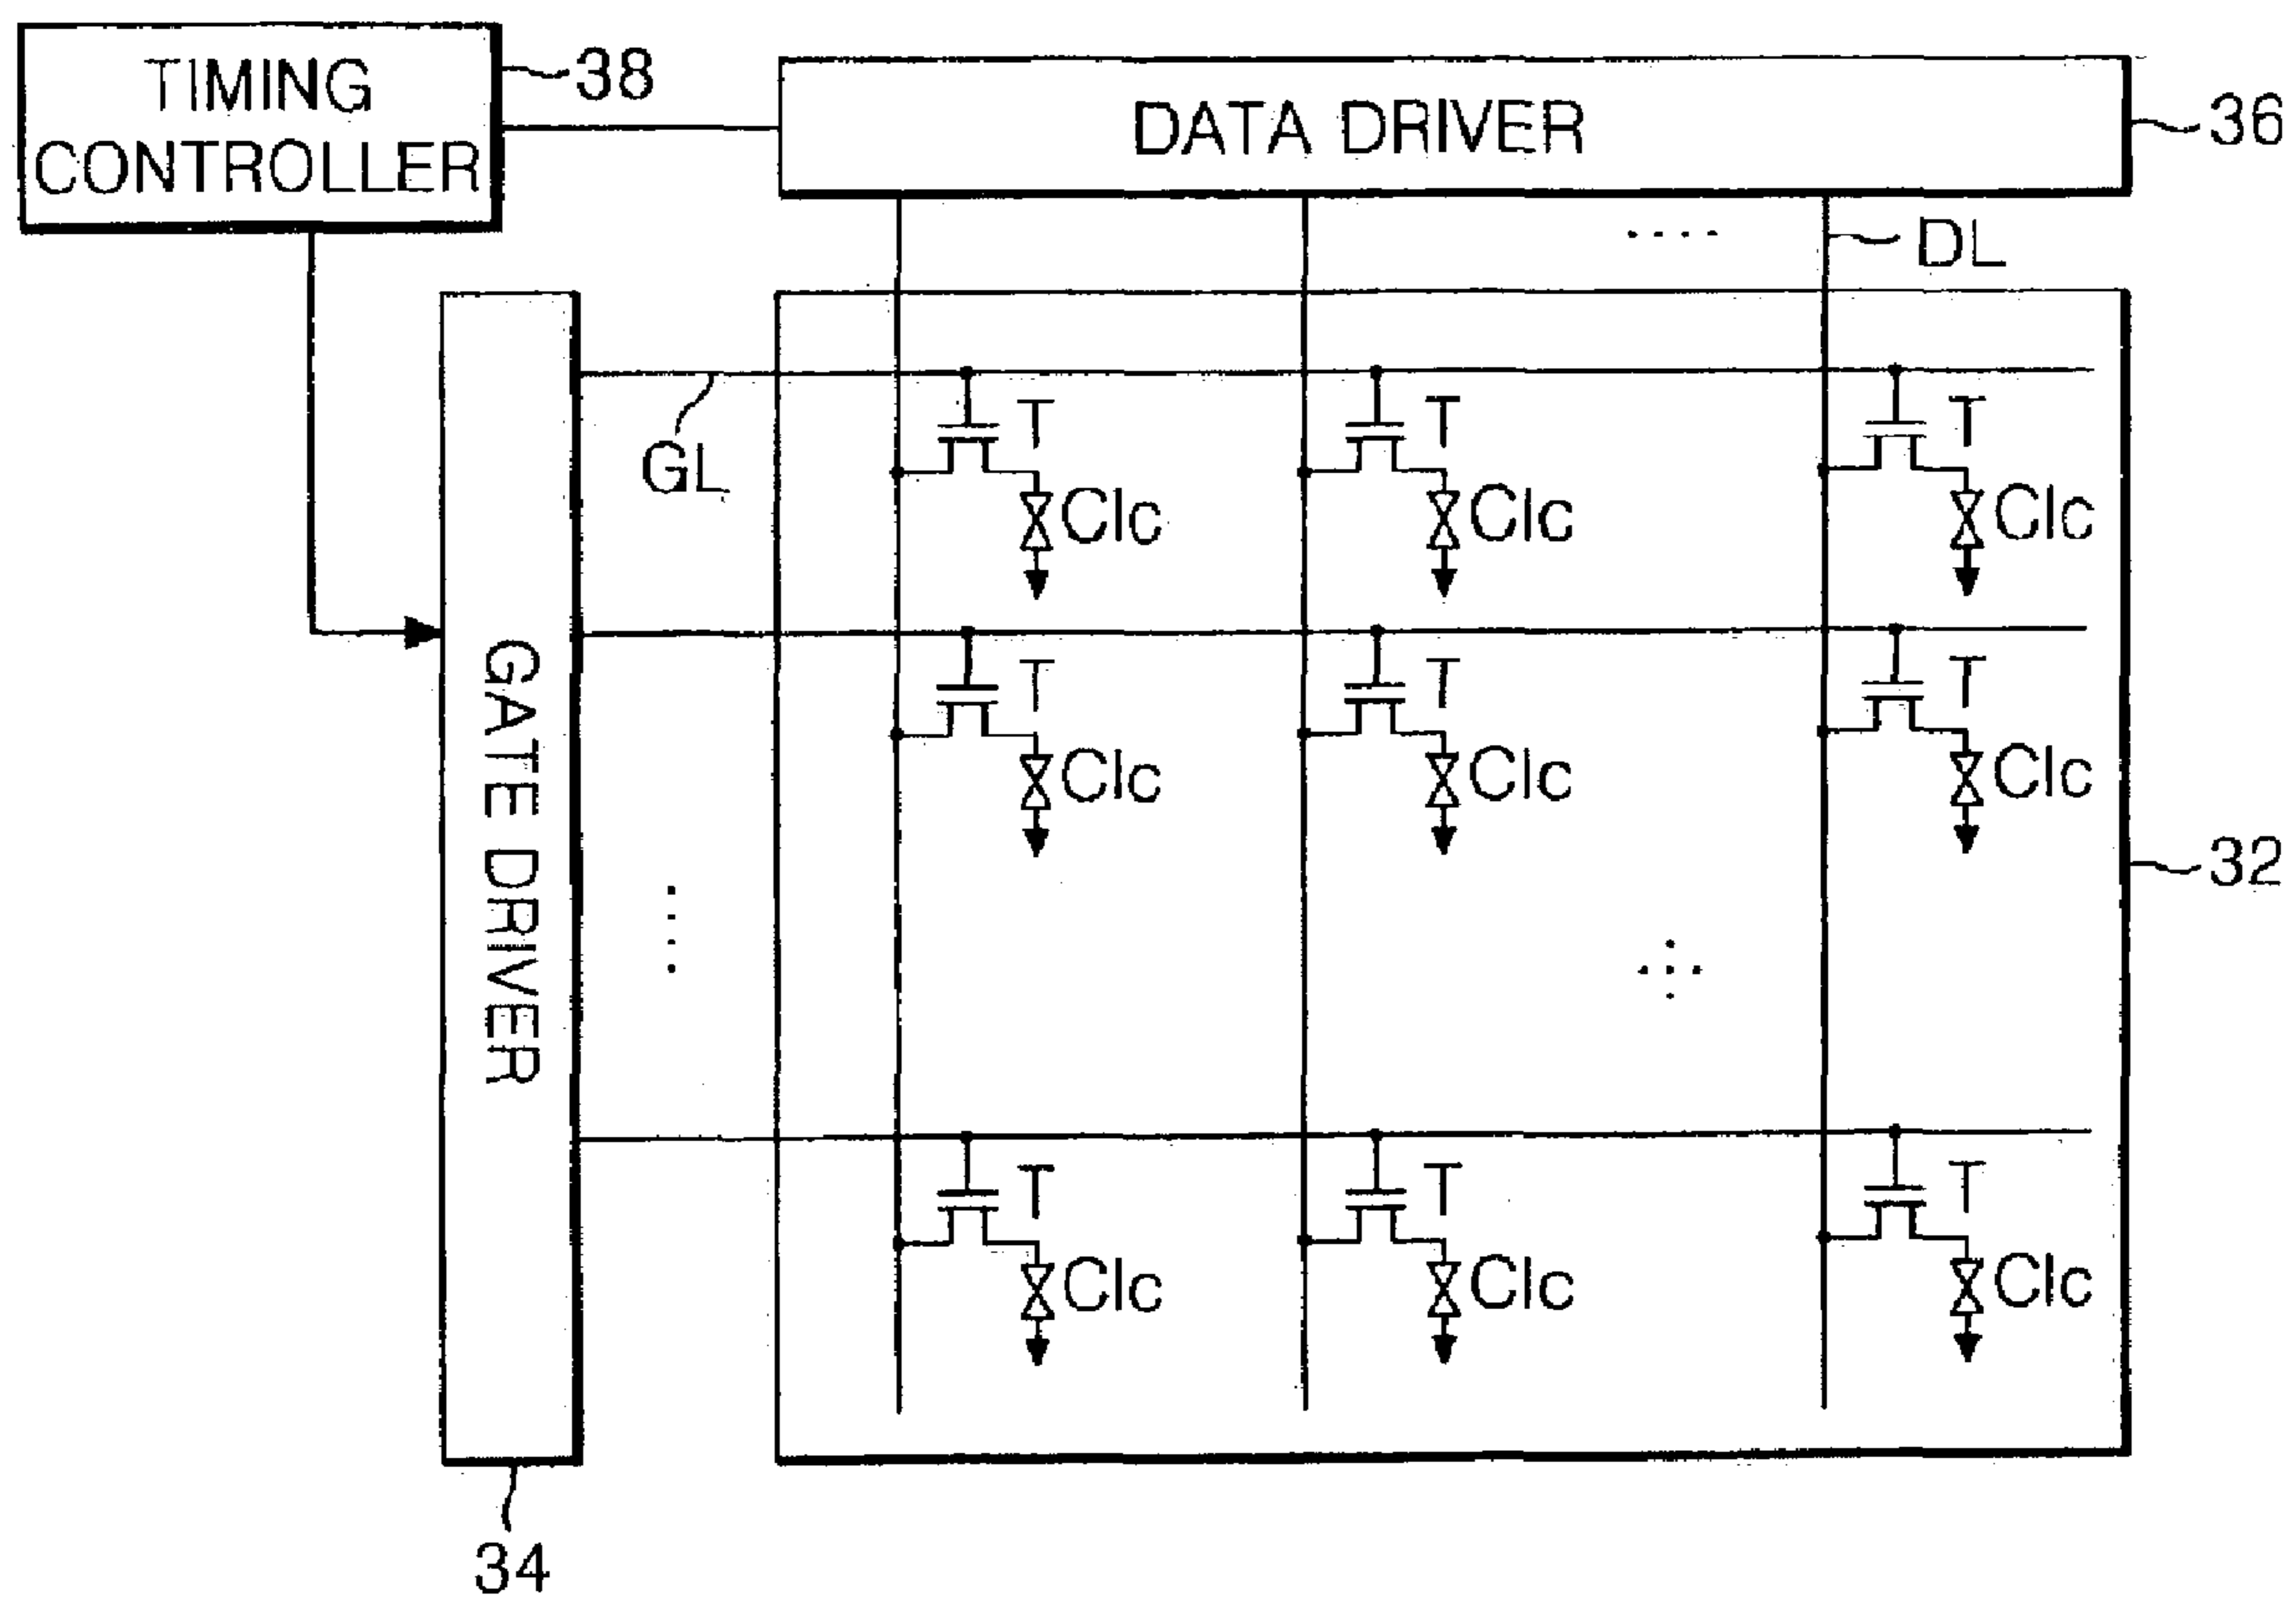 TIMING
CONTROLLER
38
DATA DRIVER
36
DL
GL
T T T
Clc Clc Clc
T T T
Clc Clc Clc
GATE DRIVER
32
T T T
Clc Clc Clc
34